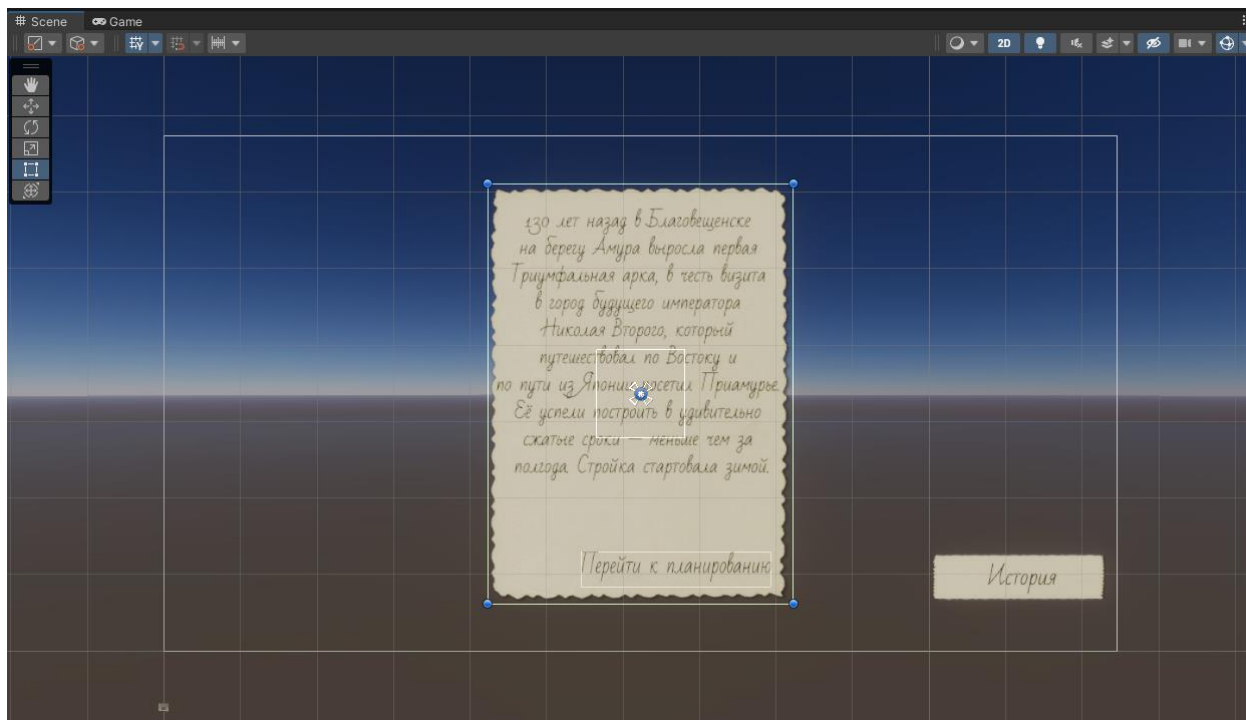 Scene
Game
2D
130 лет назад в Благовещенске
на берегу Амура выросла первая
Триумфальная арка, в честь визита
в город будущего императора
Николая Второго, который
путешествовал по Востоку и
по пути из Японии посетил Приамурье
Её успели построить в удивительно
сжатые сроки — меньше чем за
полгода. Стройка стартовала зимой.
Перейти к планированию
История